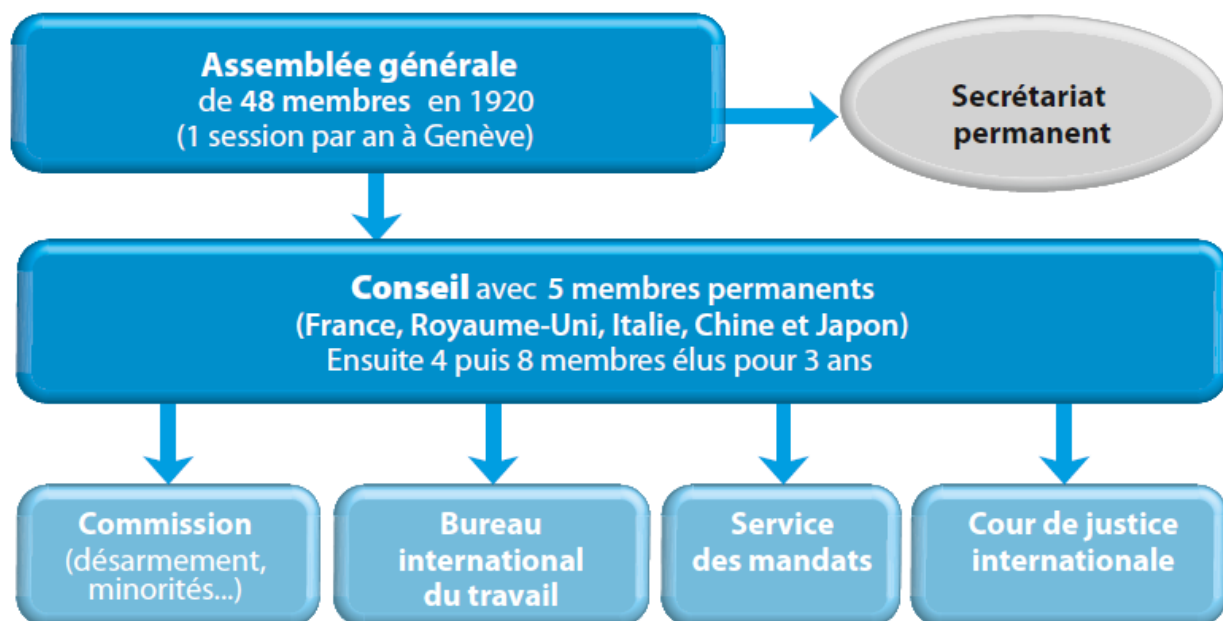 Assemblée générale
de 48 membres en 1920
(1 session par an à Genève)
Secrétariat
permanent
Conseil avec 5 membres permanents
(France, Royaume-Uni, Italie, Chine et Japon)
Ensuite 4 puis 8 membres élus pour 3 ans
Commission
(désarmement,
minorités...)
Bureau
international
du travail
Service
des mandats
Cour de justice
internationale